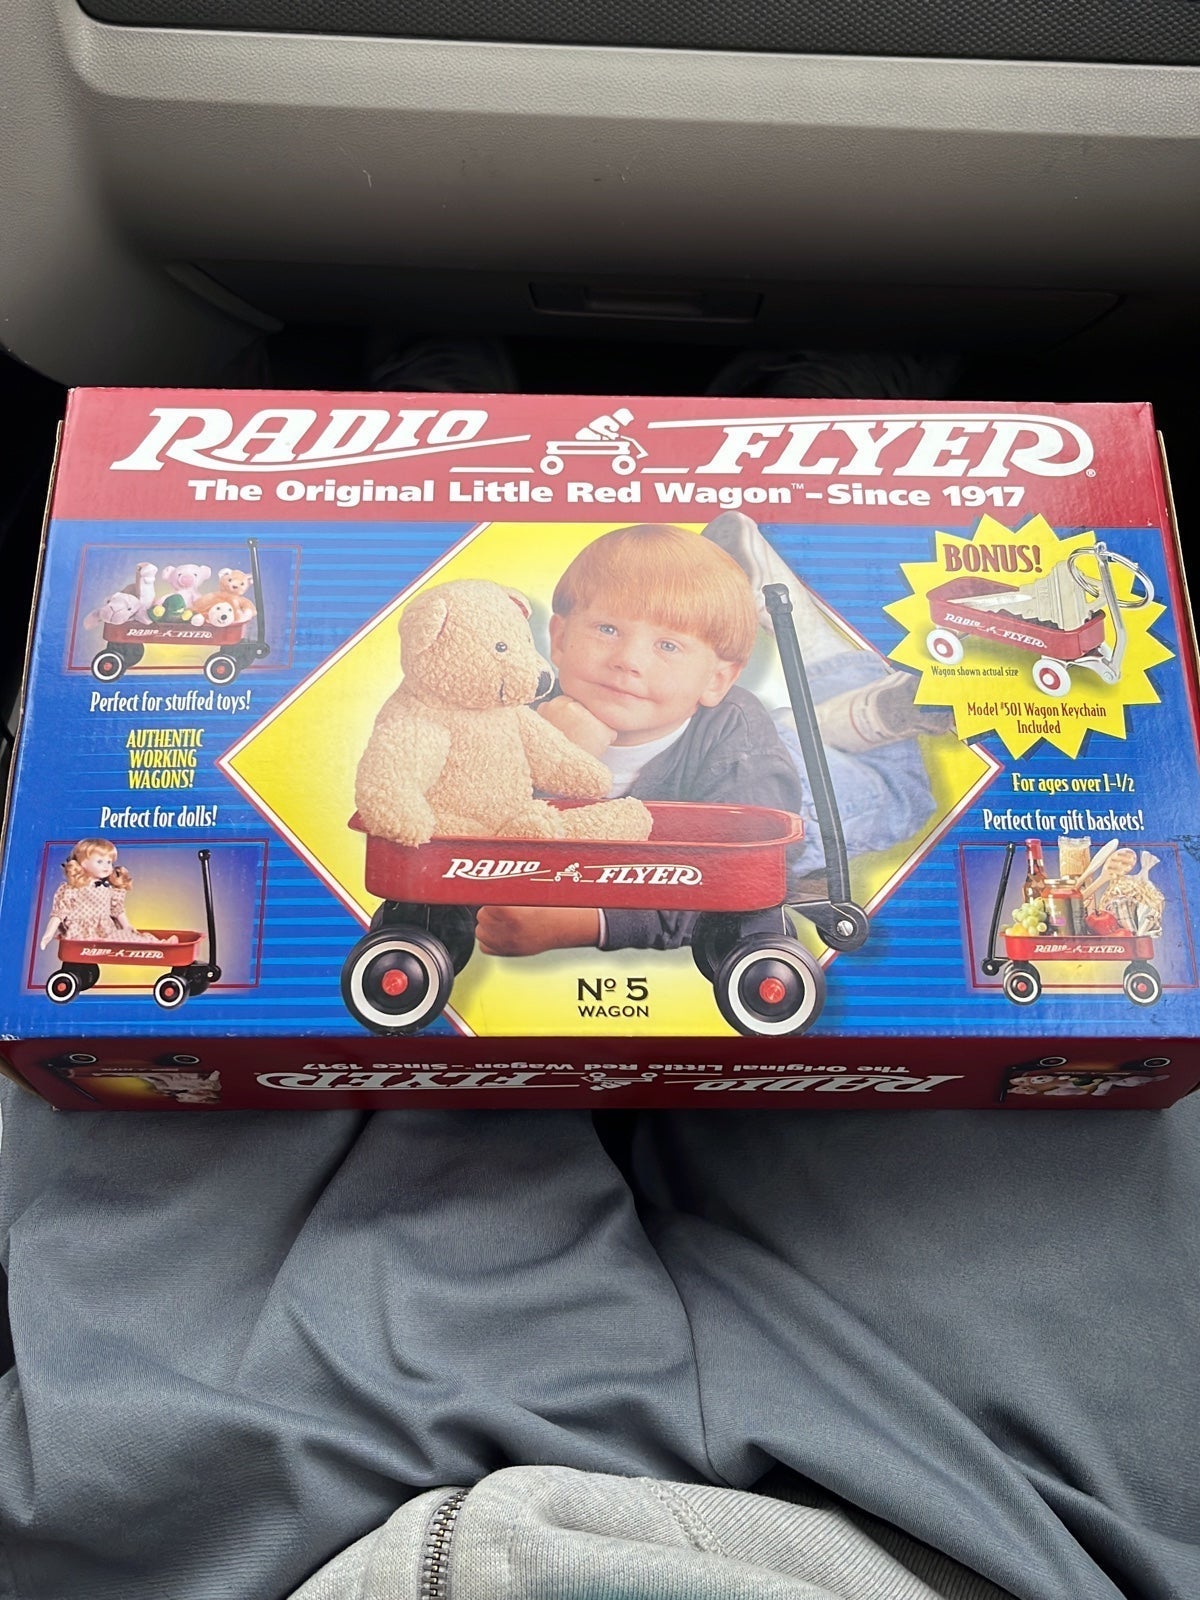 RADIO FLYER®
The Original Little Red Wagon™–Since 1917
RADIO FLYER
Perfect for stuffed toys!
AUTHENTIC
WORKING
WAGONS!
Perfect for dolls!
RADIO FLYER
RADIO FLYER
Nº 5
WAGON
BONUS!
RADIO FLYER
Wagon shown actual size
Model #501 Wagon Keychain
Included
For ages over 1-1/2
Perfect for gift baskets!
RADIO FLYER
RADIO FLYER
The Original Little Red Wagon™–Since 1917